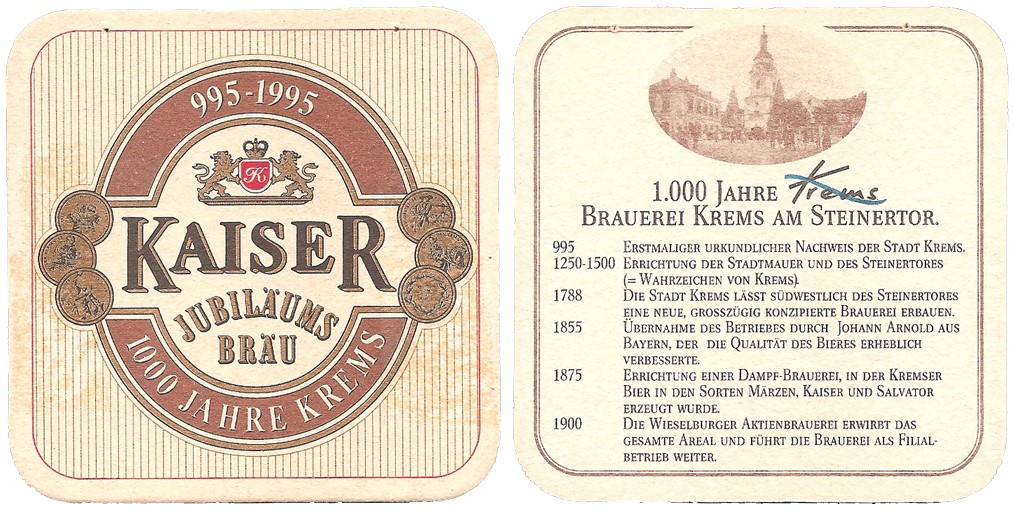 995-1995
K
KAISER
JUBILÄUMS
BRÄU
1000 JAHRE KREMS
1.000 JAHRE Krems
BRAUEREI KREMS AM STEINERTOR.
995 ERSTMALIGER URKUNDLICHER NACHWEIS DER STADT KREMS.
1250-1500 ERRICHTUNG DER STADTMAUER UND DES STEINERTORES
(= WAHRZEICHEN VON KREMS).
1788 DIE STADT KREMS LÄSST SÜDWESTLICH DES STEINERTORES
EINE NEUE, GROSSZÜGIG KONZIPIERTE BRAUEREI ERBAUEN.
1855 ÜBERNAHME DES BETRIEBES DURCH JOHANN ARNOLD AUS
BAYERN, DER DIE QUALITÄT DES BIERES ERHEBLICH
VERBESSERTE.
1875 ERRICHTUNG EINER DAMPF-BRAUEREI, IN DER KREMSER
BIER IN DEN SORTEN MÄRZEN, KAISER UND SALVATOR
ERZEUGT WURDE.
1900 DIE WIESELBURGER AKTIENBRAUEREI ERWIRBT DAS
GESAMTE AREAL UND FÜHRT DIE BRAUEREI ALS FILIAL-
BETRIEB WEITER.